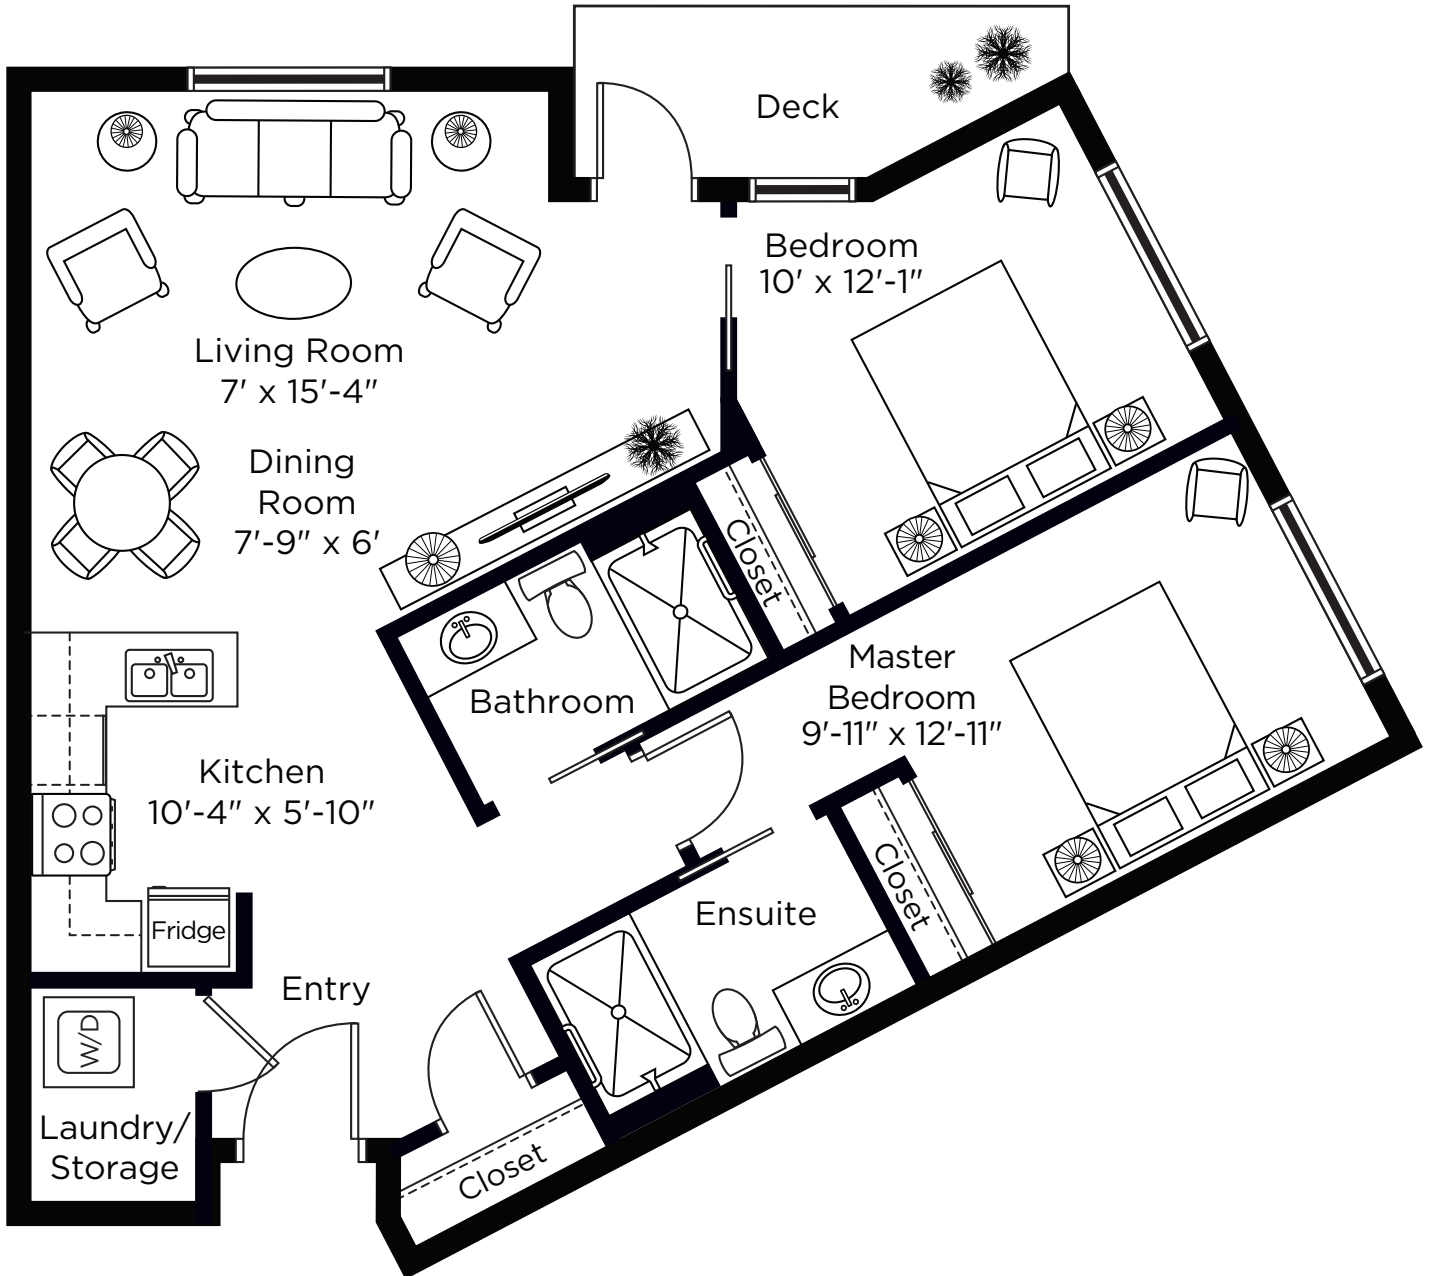 Deck
Bedroom
10' x 12'-1"
Living Room
7' x 15'-4"
Dining
Room
7'-9" x 6'
Closet
Bathroom
Master
Bedroom
9'-11" x 12'-11"
Kitchen
10'-4" x 5'-10"
Closet
Ensuite
Fridge
Entry
W/D
Laundry/
Storage
Closet